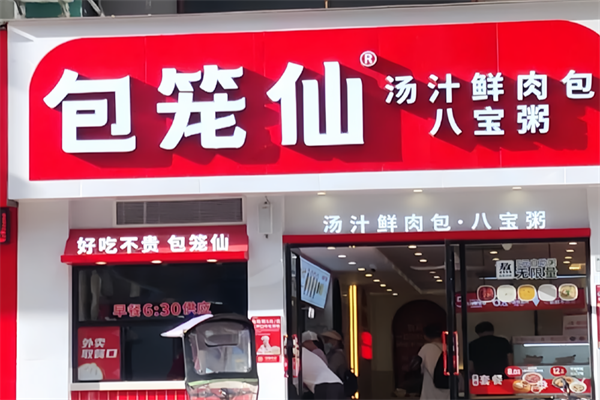 包笼仙®
汤汁鲜肉包
八宝粥
汤汁鲜肉包·八宝粥
好吃不贵 包笼仙
早餐6:30供应
外卖
取餐口
无限量
套餐